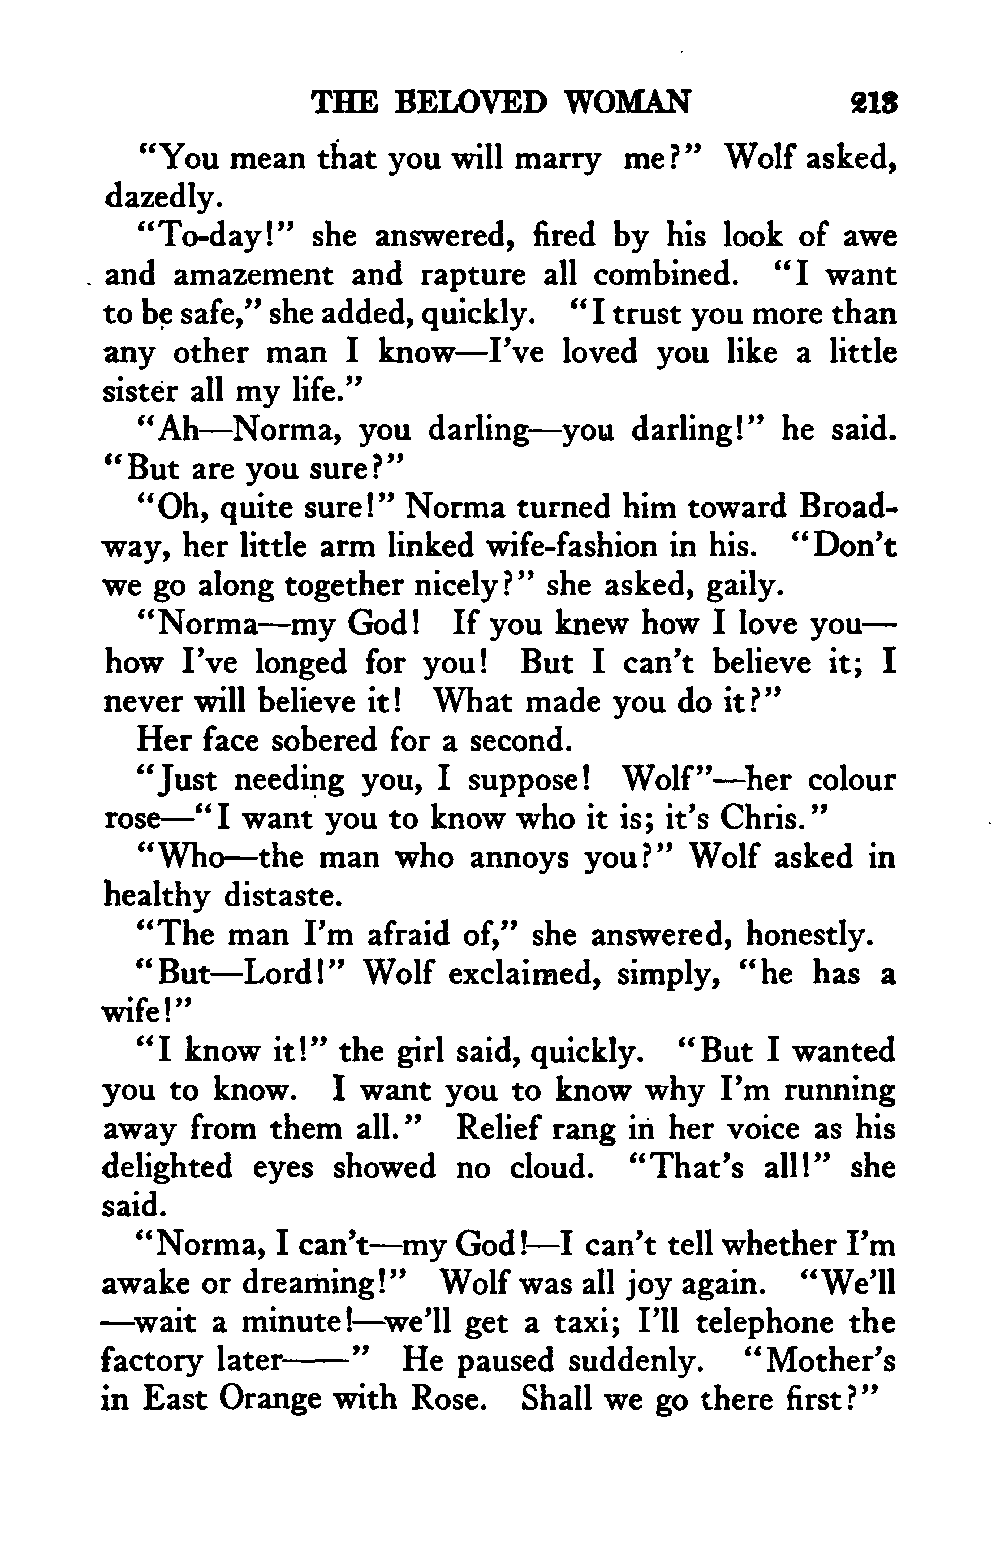 THE BELOVED WOMAN 213
“You mean that you will marry me?” Wolf asked,
dazedly.
“To-day!” she answered, fired by his look of awe
and amazement and rapture all combined. “I want
to be safe,” she added, quickly. “I trust you more than
any other man I know—I’ve loved you like a little
sister all my life.”
“Ah—Norma, you darling—you darling!” he said.
“But are you sure?”
“Oh, quite sure!” Norma turned him toward Broad-
way, her little arm linked wife-fashion in his. “Don’t
we go along together nicely?” she asked, gaily.
“Norma—my God! If you knew how I love you—
how I’ve longed for you! But I can’t believe it; I
never will believe it! What made you do it?”
Her face sobered for a second.
“Just needing you, I suppose! Wolf”—her colour
rose—“I want you to know who it is; it’s Chris.”
“Who—the man who annoys you?” Wolf asked in
healthy distaste.
“The man I’m afraid of,” she answered, honestly.
“But—Lord!” Wolf exclaimed, simply, “he has a
wife!”
“I know it!” the girl said, quickly. “But I wanted
you to know. I want you to know why I’m running
away from them all.” Relief rang in her voice as his
delighted eyes showed no cloud. “That’s all!” she
said.
“Norma, I can’t—my God!—I can’t tell whether I’m
awake or dreaming!” Wolf was all joy again. “We’ll
—wait a minute!—we’ll get a taxi; I’ll telephone the
factory later——” He paused suddenly. “Mother’s
in East Orange with Rose. Shall we go there first?”